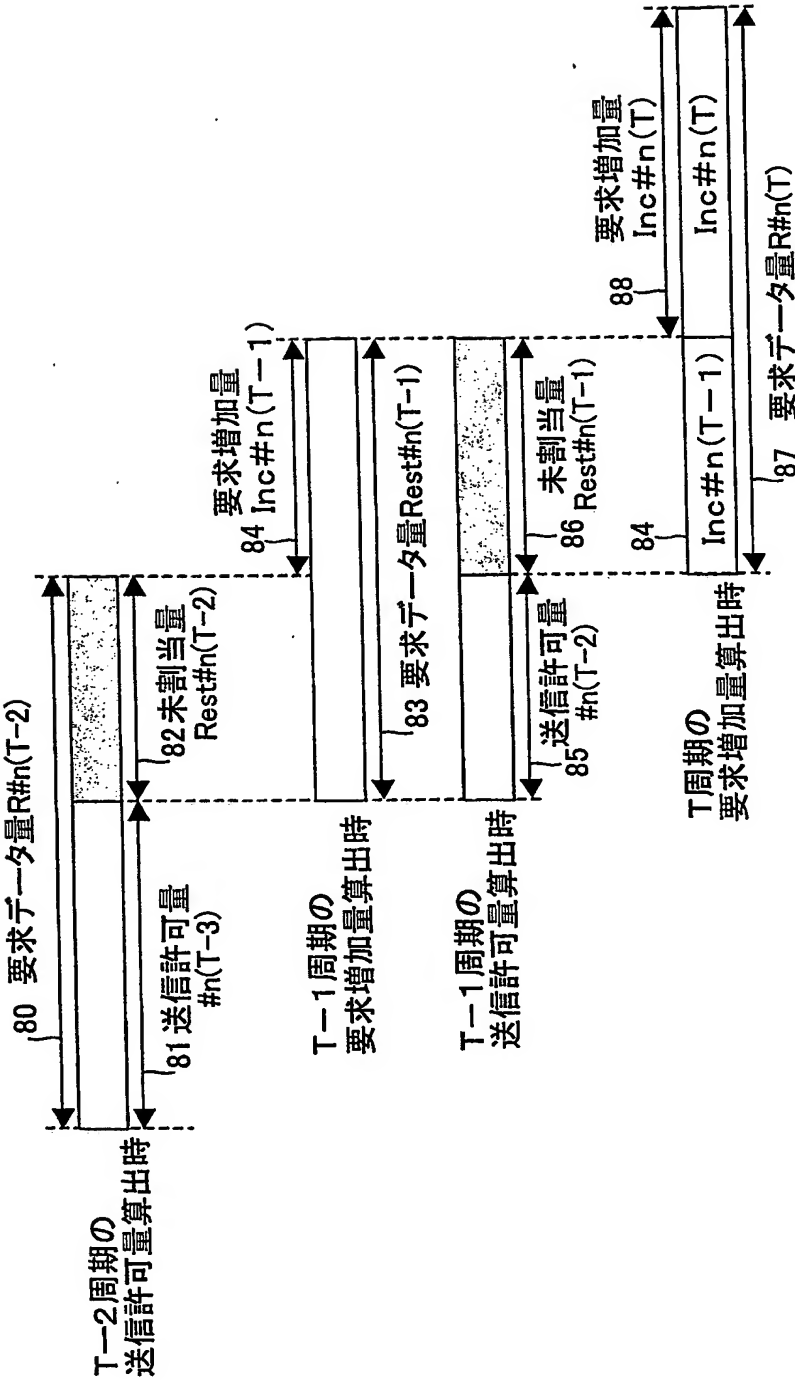 80 要求データ量R#n(T-2)
T－2周期の
送信許可量算出時
81 送信許可量
#n(T-3)
82 未割当量
Rest#n(T-2)
T－1周期の
要求増加量算出時
要求増加量
84 Inc#n(T－1)
83 要求データ量Rest#n(T-1)
T－1周期の
送信許可量算出時
85 送信許可量
#n(T-2)
未割当量
86 Rest#n(T-1)
T周期の
要求増加量算出時
84
Inc#n(T－1)
要求増加量
88 Inc#n(T)
Inc#n(T)
87 要求データ量R#n(T)